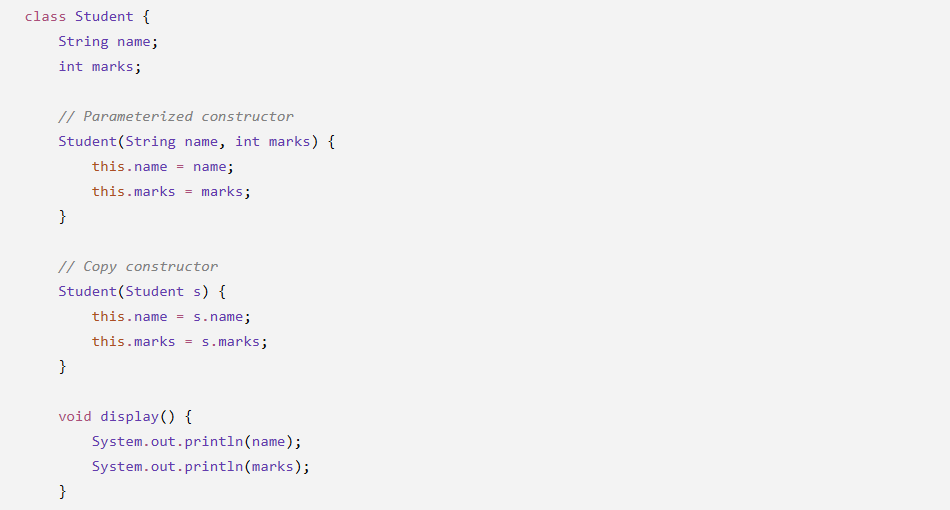 class Student {
    String name;
    int marks;

    // Parameterized constructor
    Student(String name, int marks) {
        this.name = name;
        this.marks = marks;
    }

    // Copy constructor
    Student(Student s) {
        this.name = s.name;
        this.marks = s.marks;
    }

    void display() {
        System.out.println(name);
        System.out.println(marks);
    }